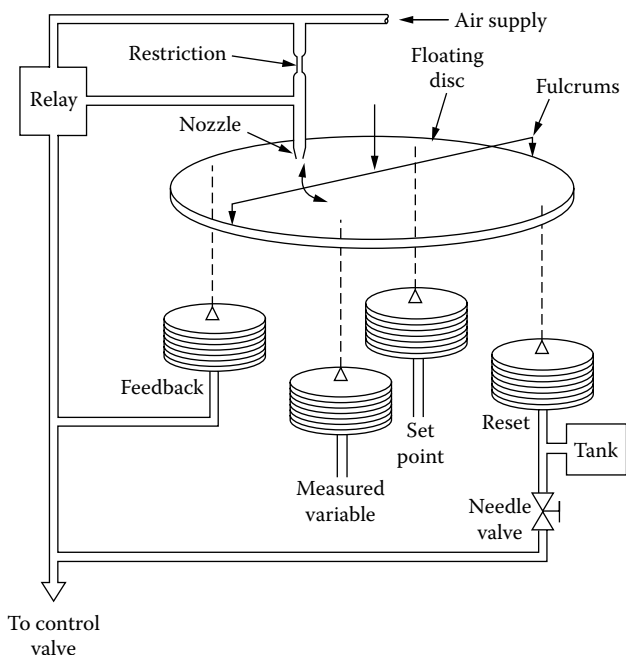 Air supply
Restriction
Floating
disc
Fulcrums
Relay
Nozzle
Feedback
Set
point
Reset
Tank
Measured
variable
Needle
valve
To control
valve